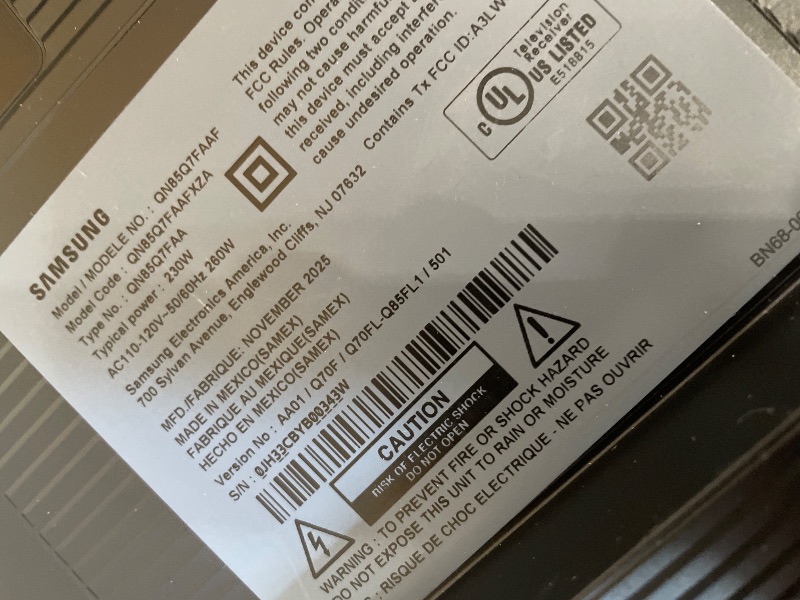 SAMSUNG
Model / MODELE NO. : QN85Q7FAAF
Model Code : QN85Q7FAAFXZA
Type No. : QN85Q7FAA
Typical power : 230W
AC110-120V~50/60Hz 260W
Samsung Electronics America, Inc.
700 Sylvan Avenue, Englewood Cliffs, NJ 07632
MFD./FABRIQUE: NOVEMBER 2025
MADE IN MEXICO(SAMEX)
FABRIQUE AU MEXIQUE(SAMEX)
HECHO EN MEXICO(SAMEX)
Version No : AA01 / Q70F / Q70FL-Q85FL1 / 501
S/N : 0JH33CBYB00343W
This device com
FCC Rules. Opera
following two condit
may not cause harmfu
this device must accept
received, including interfere
cause undesired operation.
Contains Tx FCC ID:A3LW
C UL US LISTED
Television
Receiver
E518815
BN68-0
CAUTION
RISK OF ELECTRIC SHOCK
DO NOT OPEN
WARNING : TO PREVENT FIRE OR SHOCK HAZARD
DO NOT EXPOSE THIS UNIT TO RAIN OR MOISTURE
S : RISQUE DE CHOC ELECTRIQUE - NE PAS OUVRIR